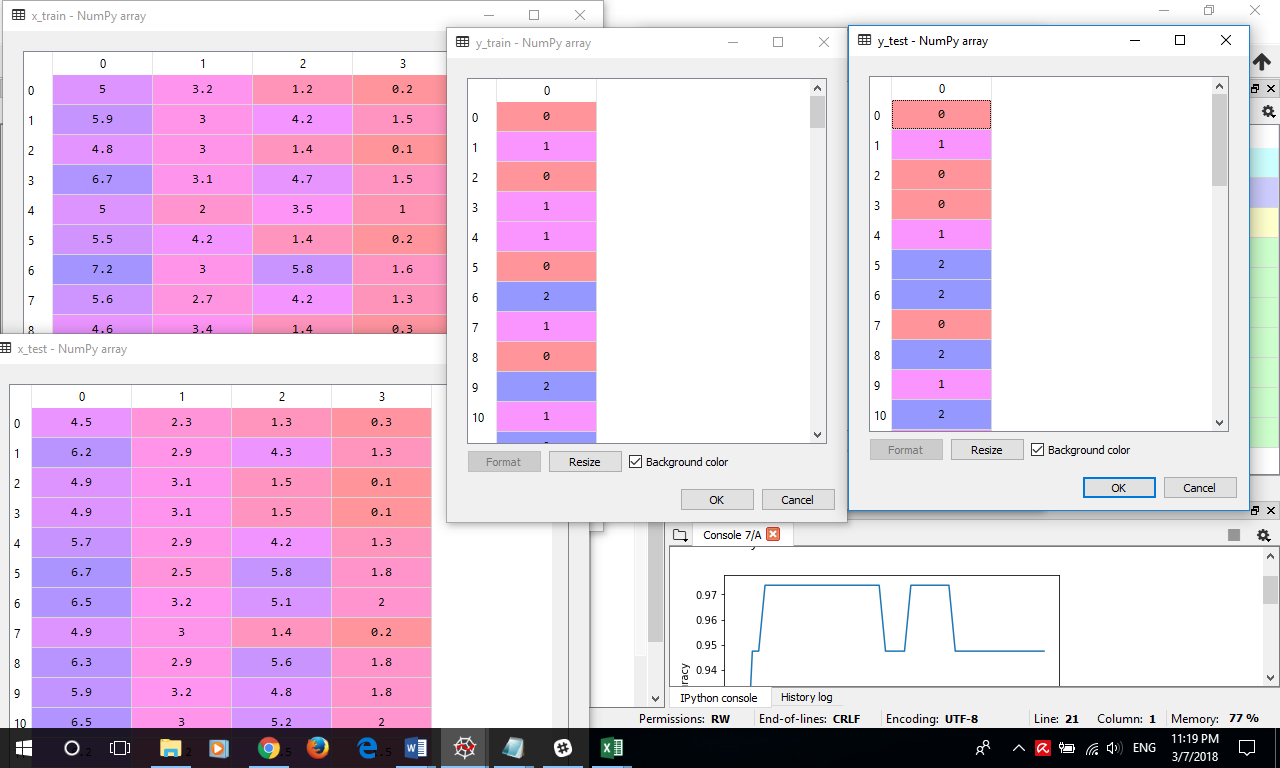 x_train - NumPy array
0 1 2 3
0 5 3.2 1.2 0.2
1 5.9 3 4.2 1.5
2 4.8 3 1.4 0.1
3 6.7 3.1 4.7 1.5
4 5 2 3.5 1
5 5.5 4.2 1.4 0.2
6 7.2 3 5.8 1.6
7 5.6 2.7 4.2 1.3
8 4.6 3.4 1.4 0.3
x_test - NumPy array
0 1 2 3
0 4.5 2.3 1.3 0.3
1 6.2 2.9 4.3 1.3
2 4.9 3.1 1.5 0.1
3 4.9 3.1 1.5 0.1
4 5.7 2.9 4.2 1.3
5 6.7 2.5 5.8 1.8
6 6.5 3.2 5.1 2
7 4.9 3 1.4 0.2
8 6.3 2.9 5.6 1.8
9 5.9 3.2 4.8 1.8
10 6.5 3 5.2 2
y_train - NumPy array
0
0 0
1 1
2 0
3 1
4 1
5 0
6 2
7 1
8 0
9 2
10 1
Format Resize Background color
OK Cancel
y_test - NumPy array
0
0 0
1 1
2 0
3 0
4 1
5 2
6 2
7 0
8 2
9 1
10 2
Format Resize Background color
OK Cancel
Console 7/A
0.97
0.96
0.95
0.94
IPython console History log
Permissions: RW End-of-lines: CRLF Encoding: UTF-8 Line: 21 Column: 1 Memory: 77 %
ENG
11:19 PM
3/7/2018